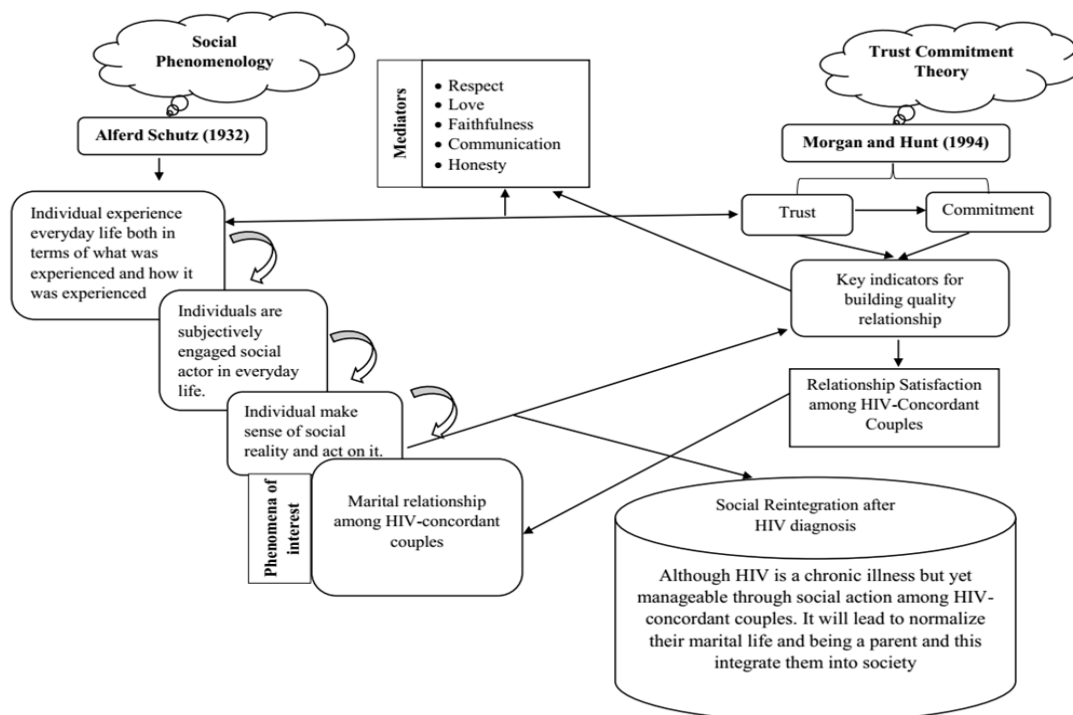 Social
Phenomenology
Alferd Schutz (1932)
Individual experience
everyday life both in
terms of what was
experienced and how it
was experienced
Individuals are
subjectively
engaged social
actor in everyday
life.
Individual make
sense of social
reality and act on it.
Phenomena of
interest
Marital relationship
among HIV-concordant
couples
Mediators
• Respect
• Love
• Faithfulness
• Communication
• Honesty
Trust Commitment
Theory
Morgan and Hunt (1994)
Trust
Commitment
Key indicators for
building quality
relationship
Relationship Satisfaction
among HIV-Concordant
Couples
Social Reintegration after
HIV diagnosis
Although HIV is a chronic illness but yet
manageable through social action among HIV-
concordant couples. It will lead to normalize
their marital life and being a parent and this
integrate them into society